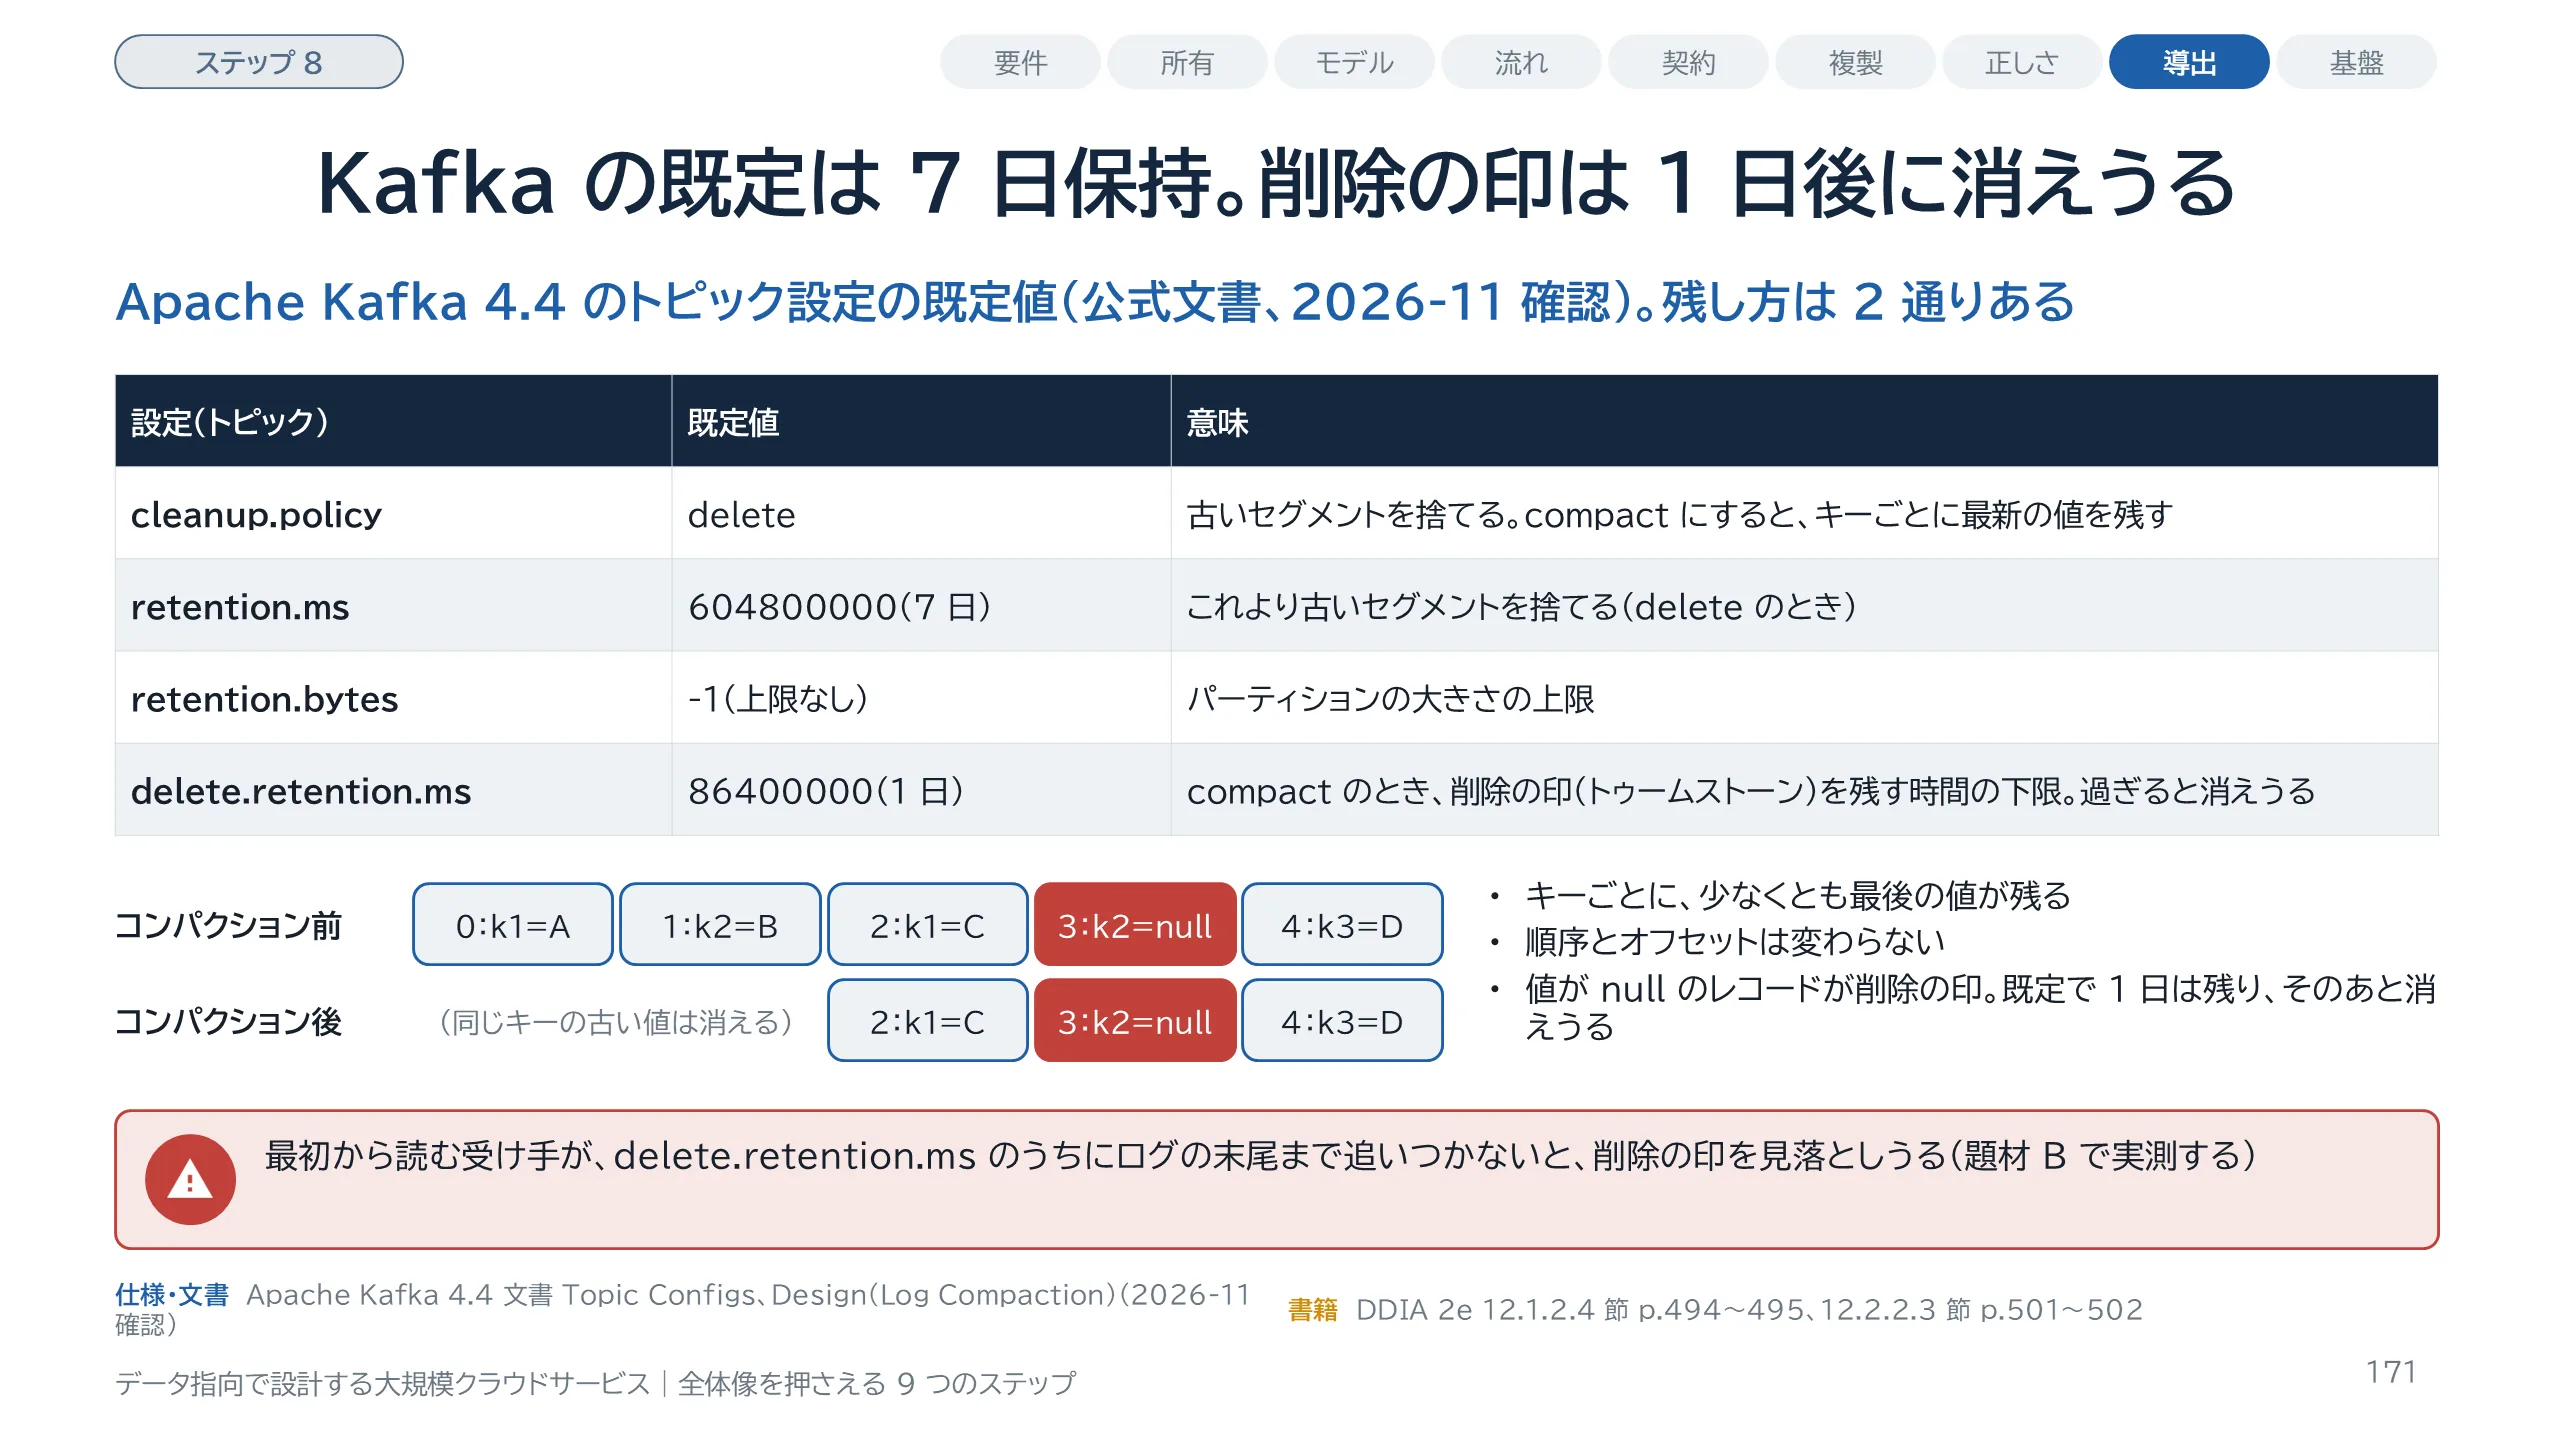 ステップ 8
要件 所有 モデル 流れ 契約 複製 正しさ 導出 基盤
Kafka の既定は 7 日保持。削除の印は 1 日後に消えうる
Apache Kafka 4.4 のトピック設定の既定値（公式文書、2026-11 確認）。残し方は 2 通りある
設定（トピック） 既定値 意味
cleanup.policy delete 古いセグメントを捨てる。compact にすると、キーごとに最新の値を残す
retention.ms 604800000（7 日） これより古いセグメントを捨てる（delete のとき）
retention.bytes -1（上限なし） パーティションの大きさの上限
delete.retention.ms 86400000（1 日） compact のとき、削除の印（トゥームストーン）を残す時間の下限。過ぎると消えうる
コンパクション前 0：k1=A 1：k2=B 2：k1=C 3：k2=null 4：k3=D
コンパクション後 （同じキーの古い値は消える） 2：k1=C 3：k2=null 4：k3=D
• キーごとに、少なくとも最後の値が残る
• 順序とオフセットは変わらない
• 値が null のレコードが削除の印。既定で 1 日は残り、そのあと消
えうる
最初から読む受け手が、delete.retention.ms のうちにログの末尾まで追いつかないと、削除の印を見落としうる（題材 B で実測する）
仕様・文書 Apache Kafka 4.4 文書 Topic Configs、Design（Log Compaction）（2026-11
確認）
書籍 DDIA 2e 12.1.2.4 節 p.494～495、12.2.2.3 節 p.501～502
データ指向で設計する大規模クラウドサービス｜全体像を押さえる 9 つのステップ
171